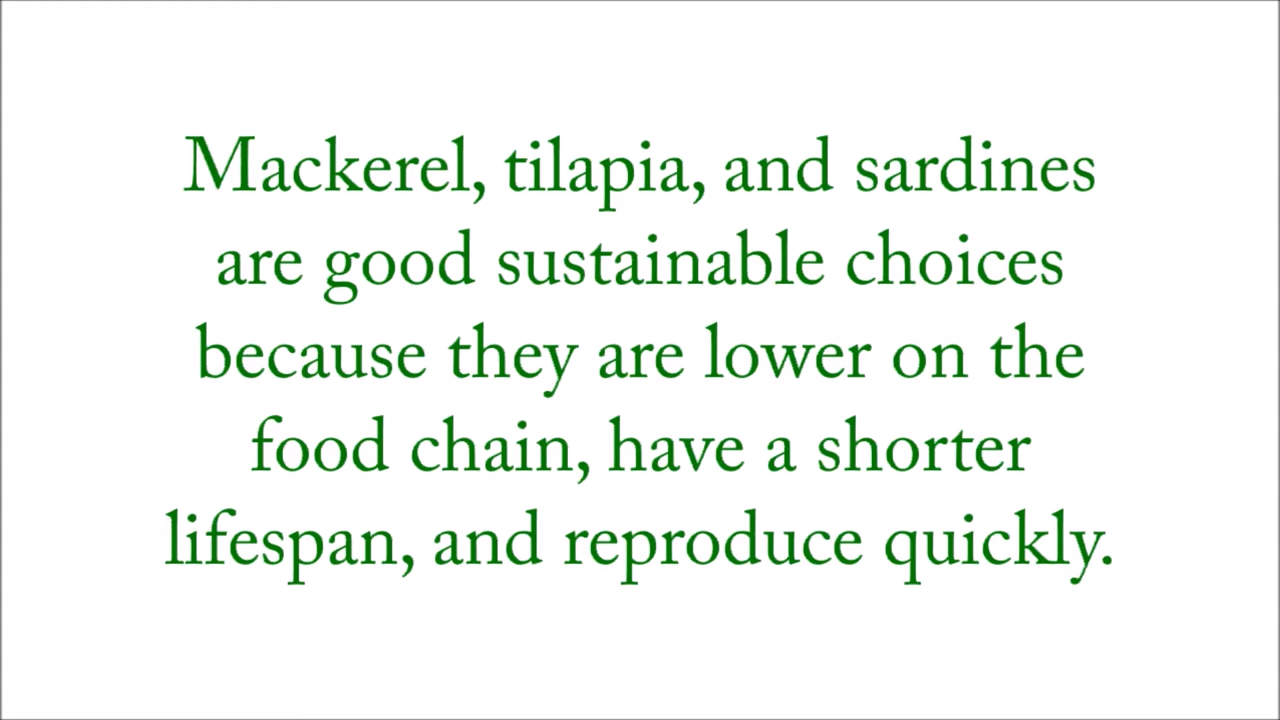 Mackerel, tilapia, and sardines
are good sustainable choices
because they are lower on the
food chain, have a shorter
lifespan, and reproduce quickly.